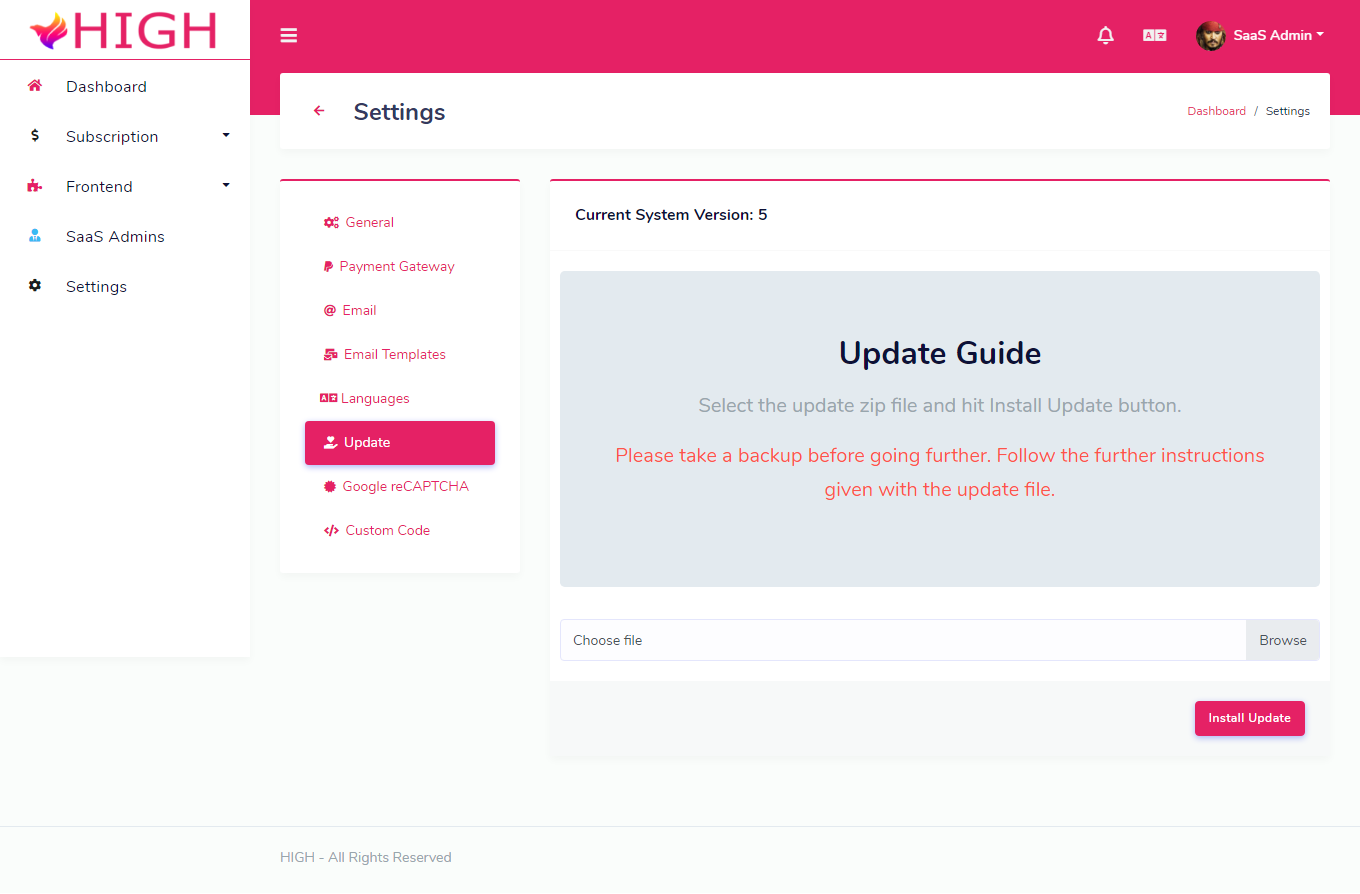 HIGH
SaaS Admin
Dashboard
Subscription
Frontend
SaaS Admins
Settings
Settings
Dashboard / Settings
General
Payment Gateway
Email
Email Templates
Languages
Update
Google reCAPTCHA
Custom Code
Current System Version: 5
Update Guide
Select the update zip file and hit Install Update button.
Please take a backup before going further. Follow the further instructions
given with the update file.
Choose file
Browse
Install Update
HIGH - All Rights Reserved